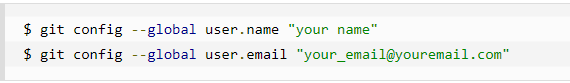 $ git config --global user.name "your name"
$ git config --global user.email "your_email@youremail.com"